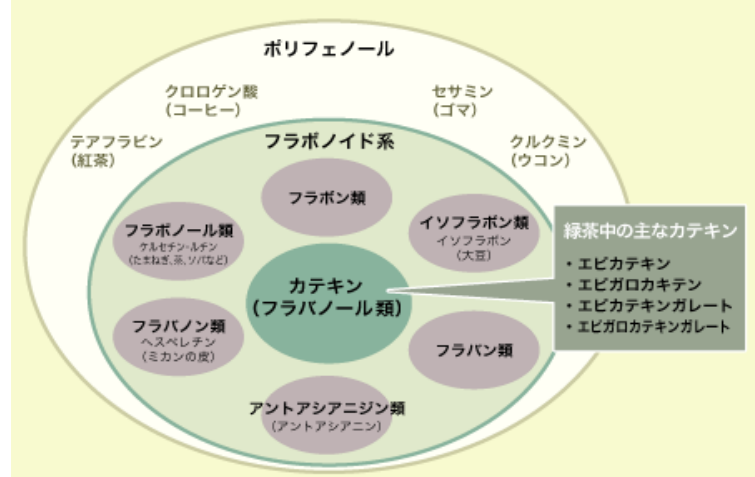 ポリフェノール
クロロゲン酸
(コーヒー)
セサミン
(ゴマ)
テアフラビン
(紅茶)
フラボノイド系
クルクミン
(ウコン)
フラボン類
フラボノール類
ケルセチン・ルチン
(たまねぎ、茶、ソバなど)
イソフラボン類
イソフラボン
(大豆)
緑茶中の主なカテキン
・エピカテキン
・エピガロカキテン
・エピカテキンガレート
・エピガロカテキンガレート
カテキン
(フラバノール類)
フラバノン類
ヘスペレチン
(ミカンの皮)
フラバン類
アントアシアニジン類
(アントアシアニン)